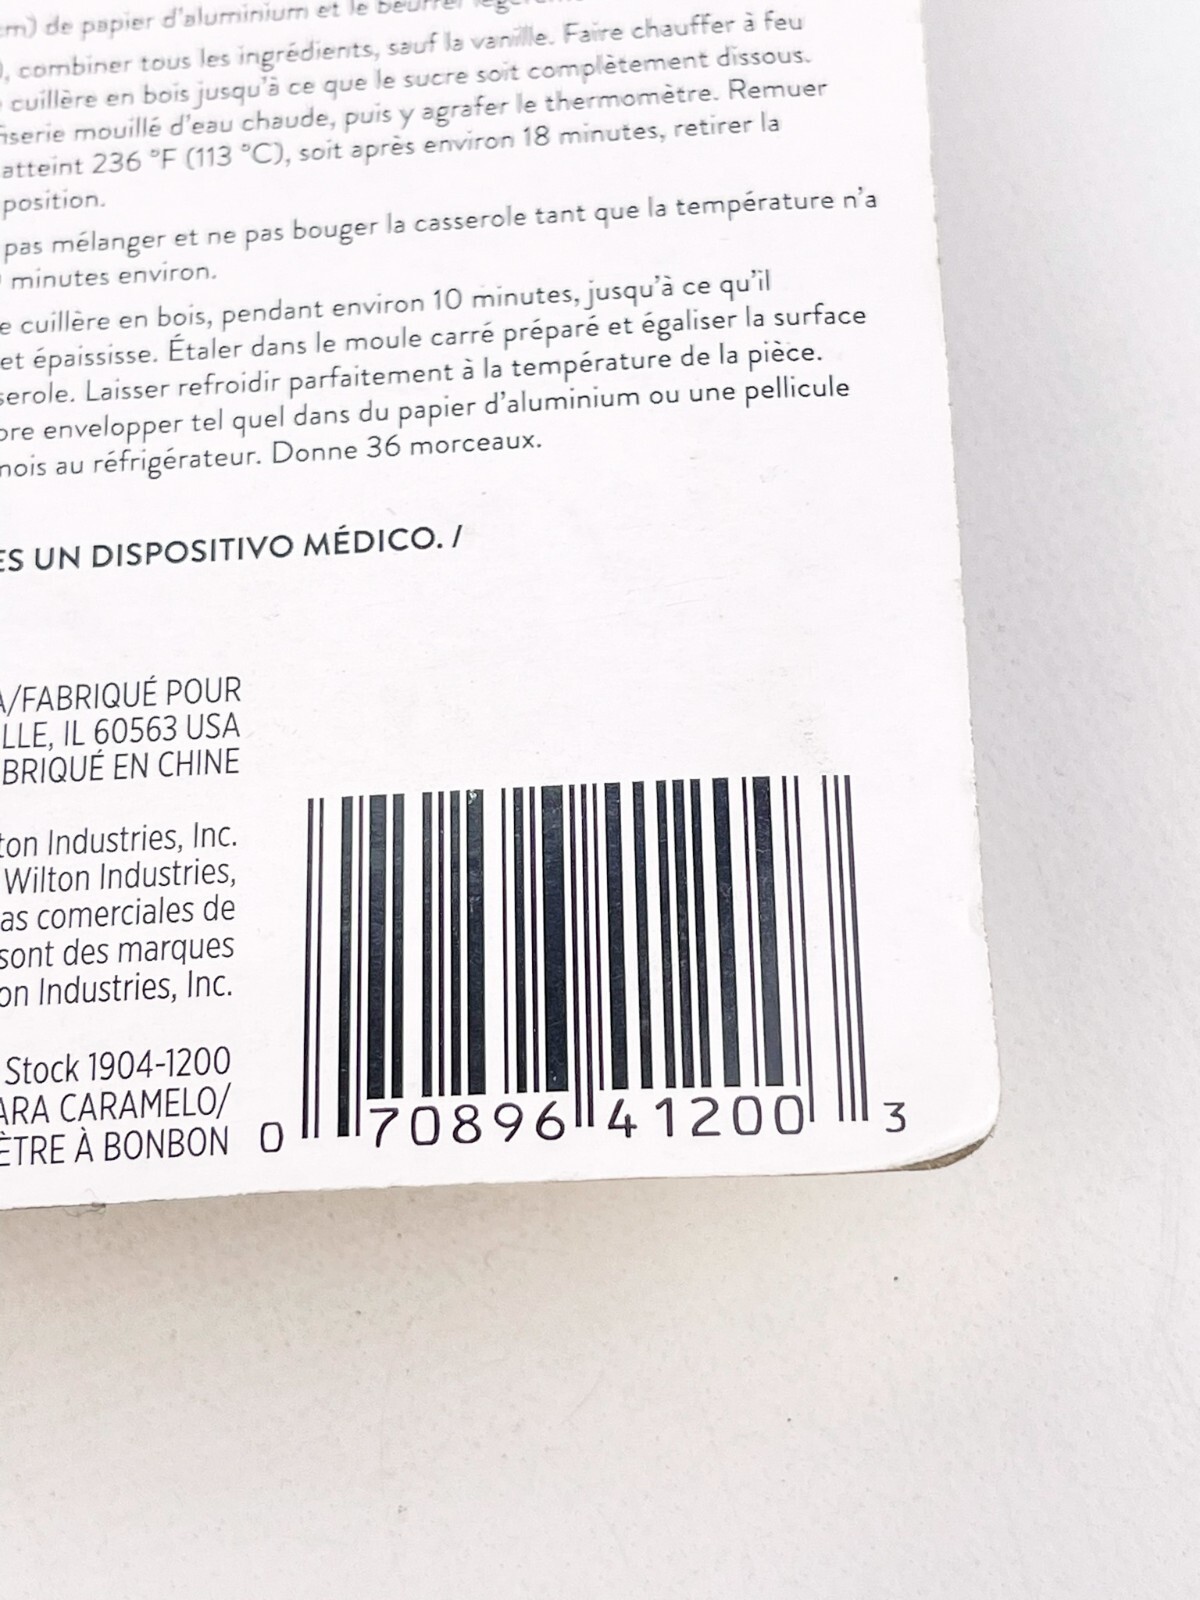 cm) de papier d'aluminium et le beurrer
), combiner tous les ingrédients, sauf la vanille. Faire chauffer à feu
cuillère en bois jusqu'à ce que le sucre soit complètement dissous.
fiserie mouillé d'eau chaude, puis y agrafer le thermomètre. Remuer
atteint 236 °F (113 °C), soit après environ 18 minutes, retirer la
position.
pas mélanger et ne pas bouger la casserole tant que la température n'a
minutes environ.
e cuillère en bois, pendant environ 10 minutes, jusqu'à ce qu'il
et épaississe. Étaler dans le moule carré préparé et égaliser la surface
serole. Laisser refroidir parfaitement à la température de la pièce.
ore envelopper tel quel dans du papier d'aluminium ou une pellicule
mois au réfrigérateur. Donne 36 morceaux.
ES UN DISPOSITIVO MÉDICO. /
A/FABRIQUÉ POUR
LLE, IL 60563 USA
BRIQUÉ EN CHINE
ton Industries, Inc.
Wilton Industries,
as comerciales de
sont des marques
on Industries, Inc.
Stock 1904-1200
ARA CARAMELO/
ÈTRE À BONBON
0 70896 41200 3